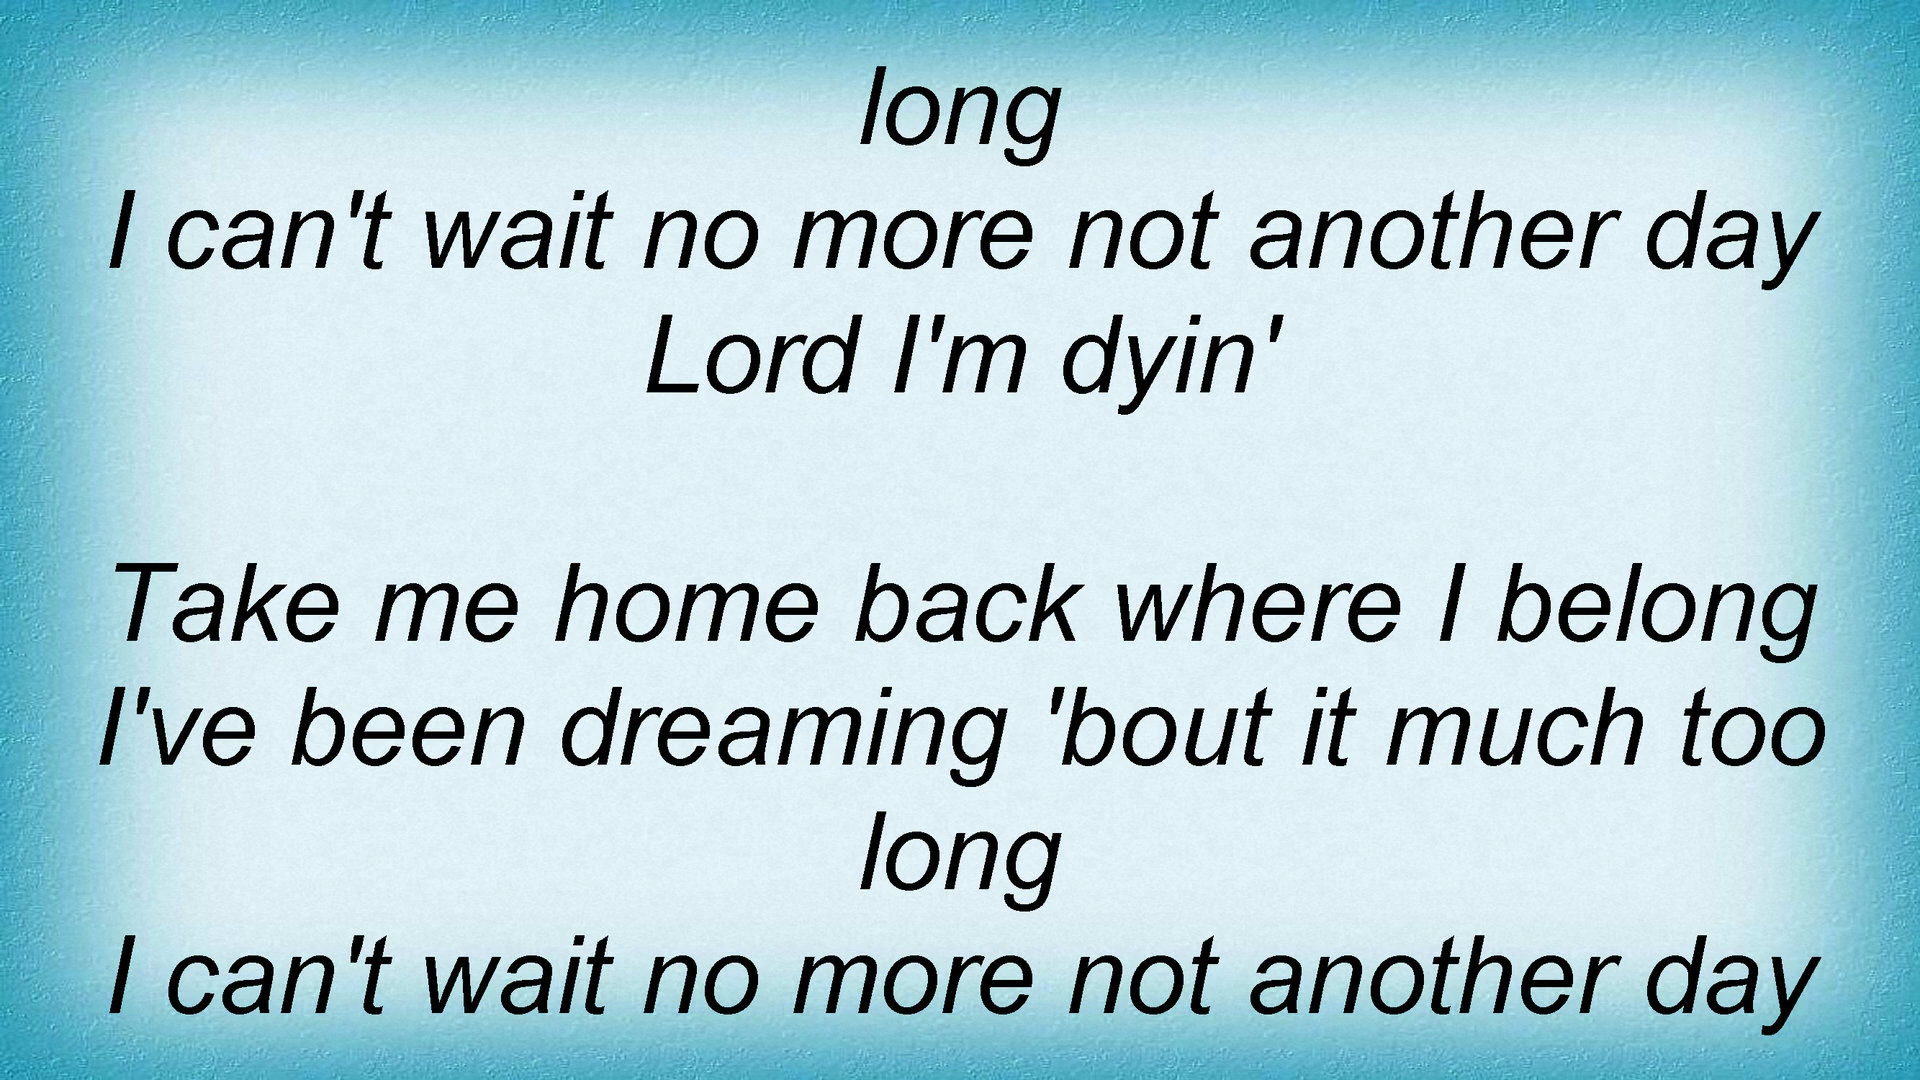 long
I can't wait no more not another day
Lord I'm dyin'
Take me home back where I belong
I've been dreaming 'bout it much too
long
I can't wait no more not another day